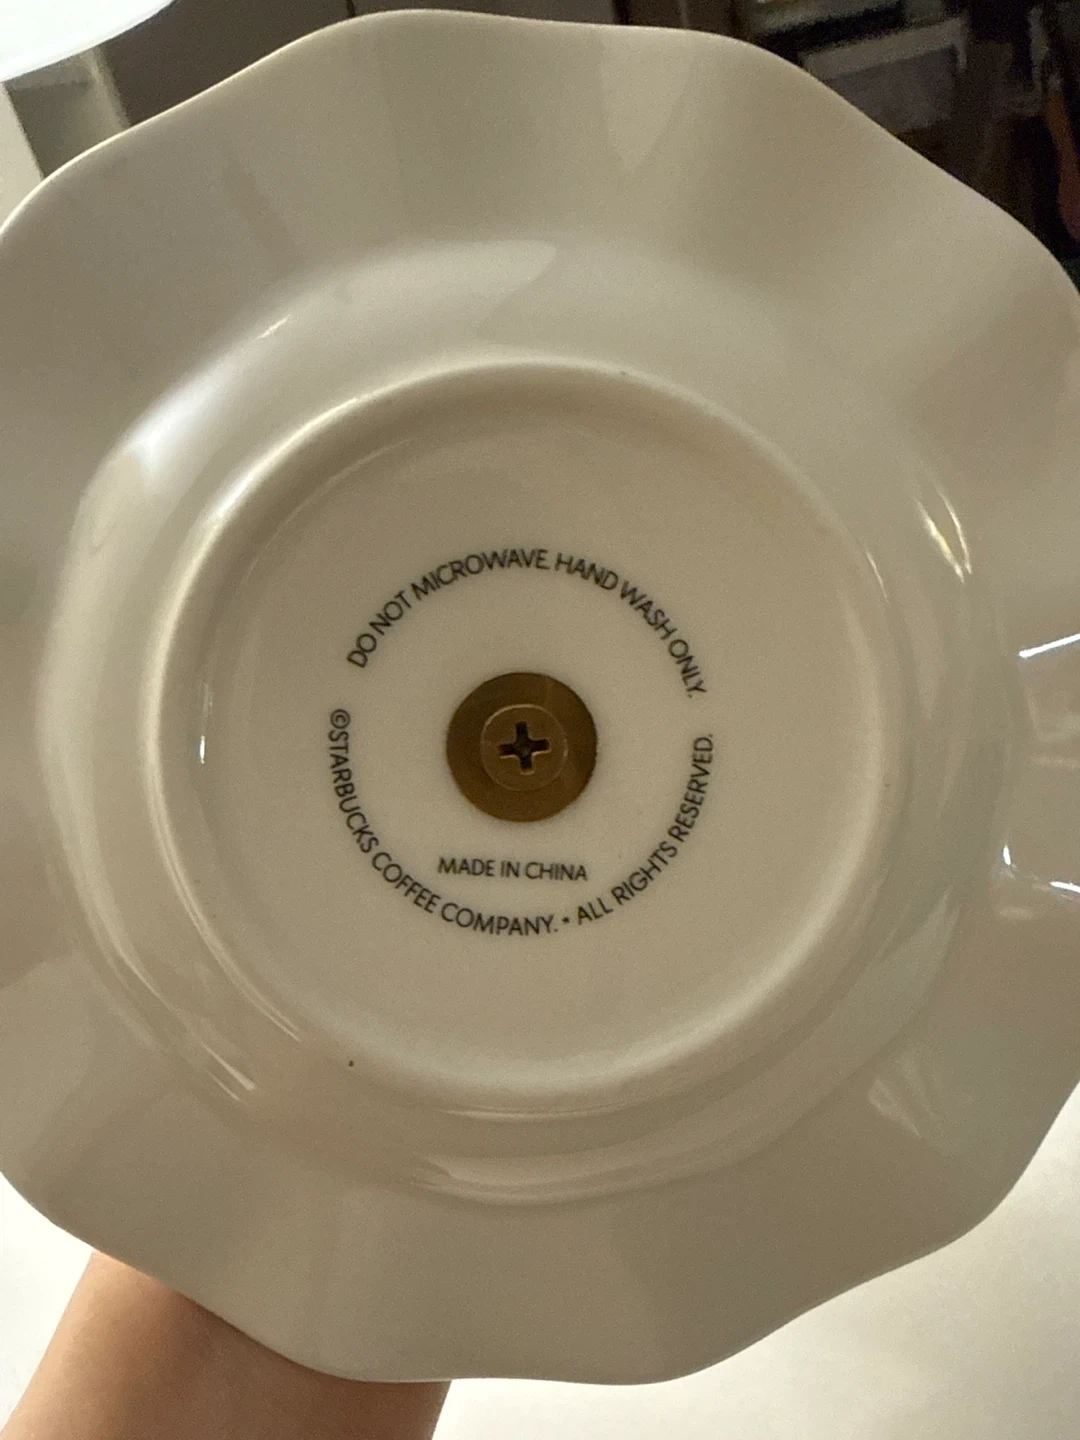 DO NOT MICROWAVE. HAND WASH ONLY.
MADE IN CHINA
©STARBUCKS COFFEE COMPANY. • ALL RIGHTS RESERVED.